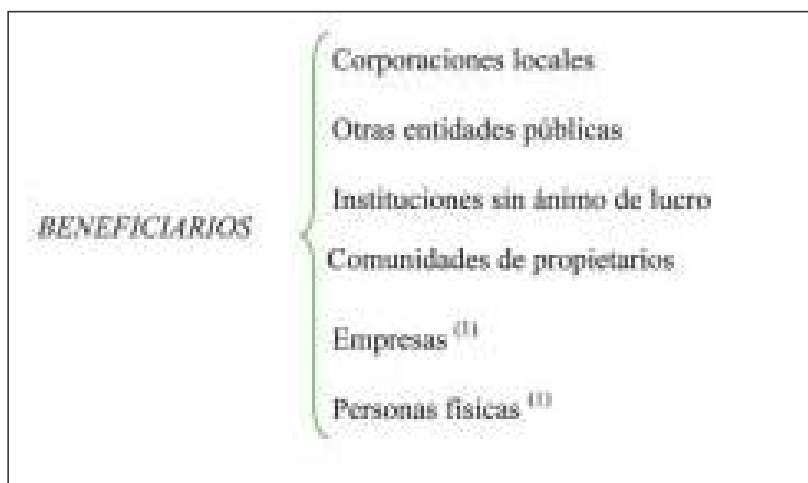 Corporaciones locales
Otras entidades públicas
Instituciones sin ánimo de lucro
BENEFICIARIOS
Comunidades de propietarios
Empresas (1)
Personas físicas (1)